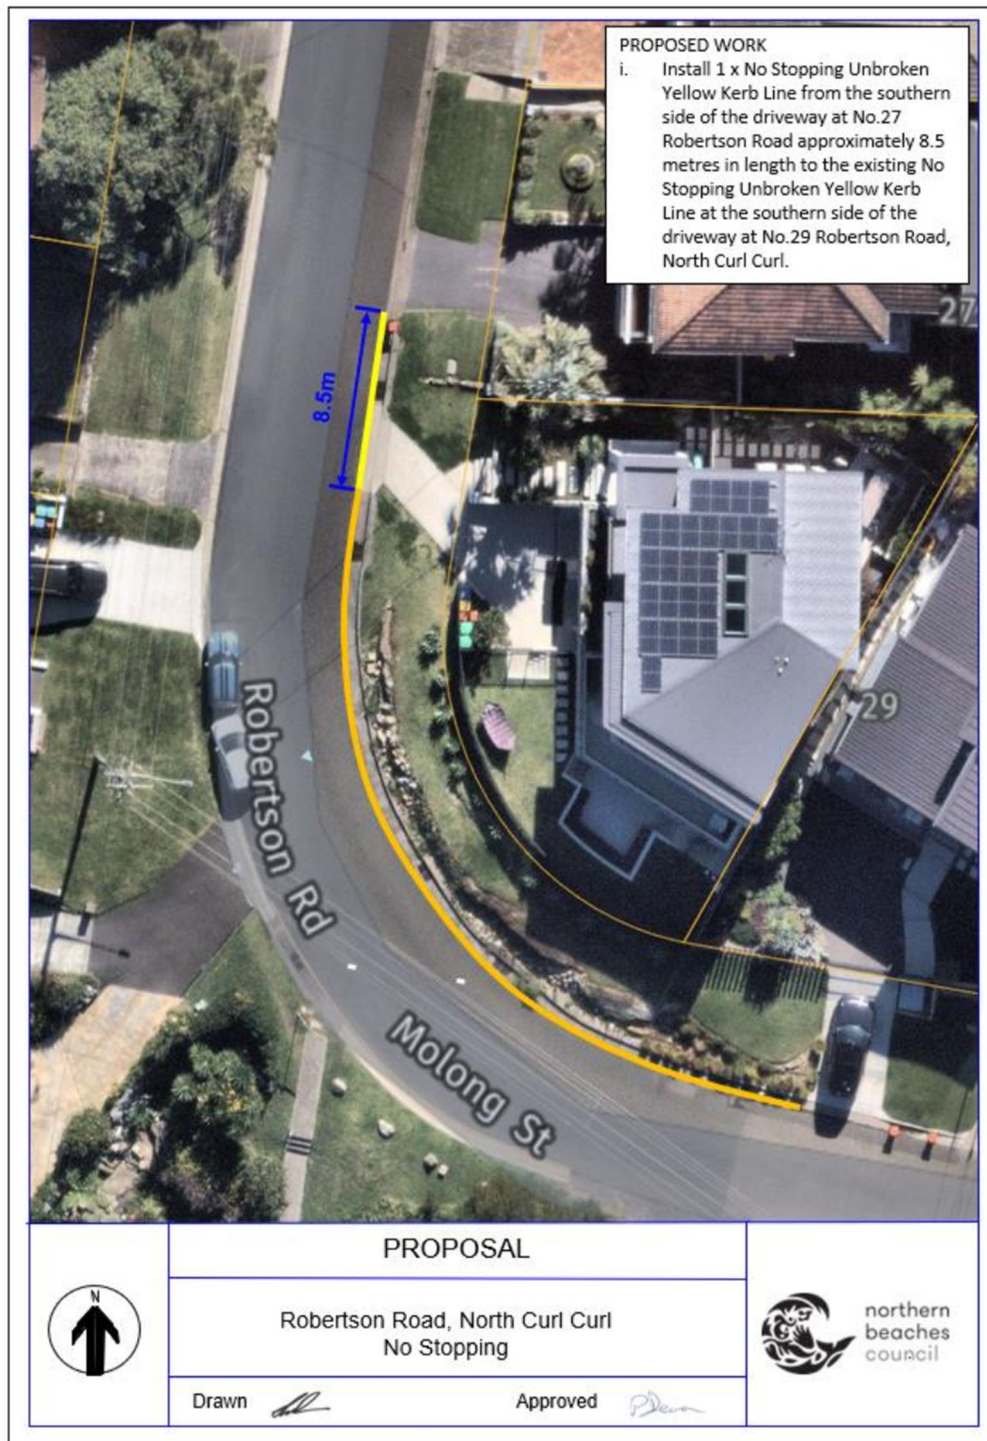 PROPOSED WORK
i. Install 1 x No Stopping Unbroken
Yellow Kerb Line from the southern
side of the driveway at No.27
Robertson Road approximately 8.5
metres in length to the existing No
Stopping Unbroken Yellow Kerb
Line at the southern side of the
driveway at No.29 Robertson Road,
North Curl Curl.
27
8.5m
29
Robertson Rd
Molong St
PROPOSAL
N
Robertson Road, North Curl Curl
No Stopping
northern
beaches
council
Drawn
Approved